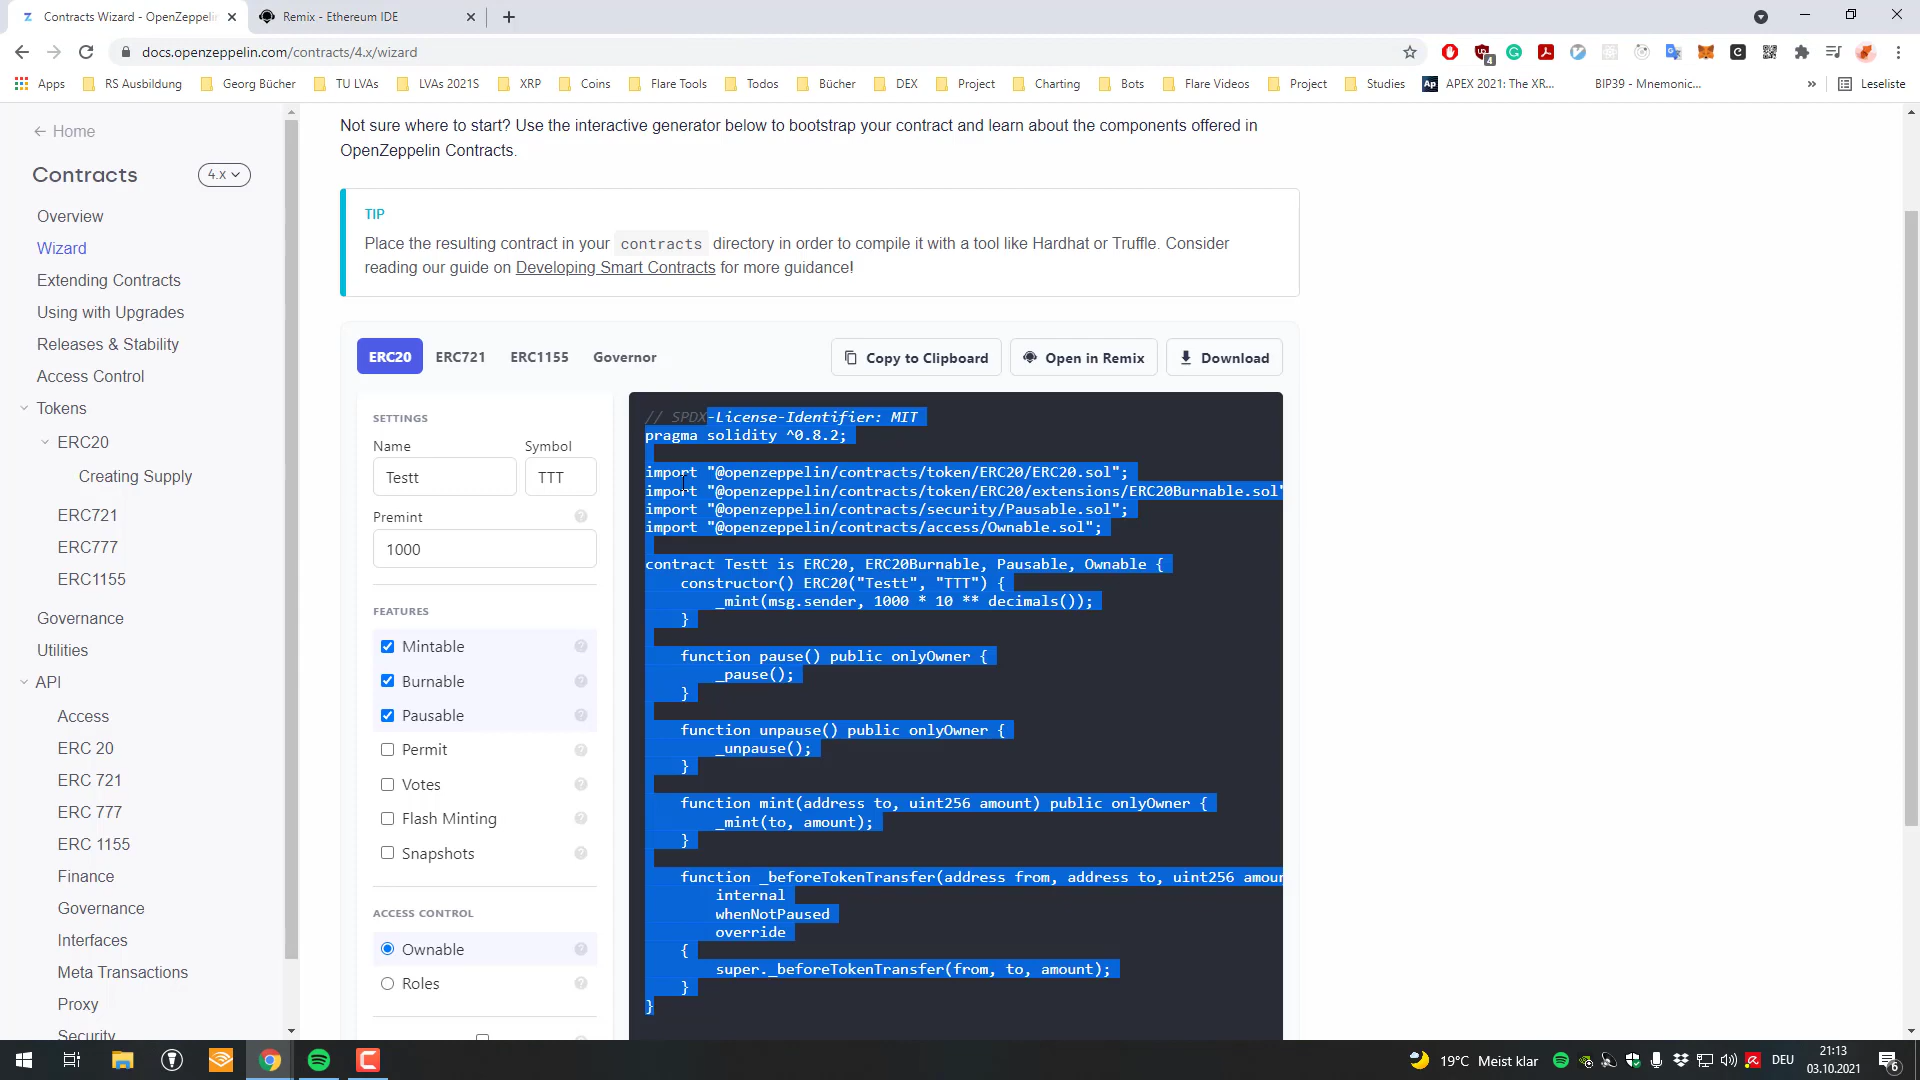 Contracts Wizard - OpenZeppelin
Remix - Ethereum IDE
docs.openzeppelin.com/contracts/4.x/wizard
4
Apps
RS Ausbildung
Georg Bücher
TU LVAs
LVAs 2021S
XRP
Coins
Flare Tools
Todos
Bücher
DEX
Project
Charting
Bots
Flare Videos
Project
Studies
Ap
APEX 2021: The XR...
BIP39 - Mnemonic...
»
Leseliste
← Home
Contracts
4.x
Overview
Wizard
Extending Contracts
Using with Upgrades
Releases & Stability
Access Control
Tokens
ERC20
Creating Supply
ERC721
ERC777
ERC1155
Governance
Utilities
API
Access
ERC 20
ERC 721
ERC 777
ERC 1155
Finance
Governance
Interfaces
Meta Transactions
Proxy
Security
Not sure where to start? Use the interactive generator below to bootstrap your contract and learn about the components offered in
OpenZeppelin Contracts.
TIP
Place the resulting contract in your contracts directory in order to compile it with a tool like Hardhat or Truffle. Consider
reading our guide on Developing Smart Contracts for more guidance!
ERC20
ERC721
ERC1155
Governor
Copy to Clipboard
Open in Remix
Download
SETTINGS
Name
Symbol
Testt
TTT
Premint
?
1000
FEATURES
Mintable
?
Burnable
?
Pausable
?
Permit
?
Votes
?
Flash Minting
?
Snapshots
?
ACCESS CONTROL
Ownable
?
Roles
?
// SPDX-License-Identifier: MIT
pragma solidity ^0.8.2;
import "@openzeppelin/contracts/token/ERC20/ERC20.sol";
import "@openzeppelin/contracts/token/ERC20/extensions/ERC20Burnable.sol"
import "@openzeppelin/contracts/security/Pausable.sol";
import "@openzeppelin/contracts/access/Ownable.sol";
contract Testt is ERC20, ERC20Burnable, Pausable, Ownable {
constructor() ERC20("Testt", "TTT") {
_mint(msg.sender, 1000 * 10 ** decimals());
}
function pause() public onlyOwner {
_pause();
}
function unpause() public onlyOwner {
_unpause();
}
function mint(address to, uint256 amount) public onlyOwner {
_mint(to, amount);
}
function _beforeTokenTransfer(address from, address to, uint256 amoun
internal
whenNotPaused
override
{
super._beforeTokenTransfer(from, to, amount);
}
}
19°C Meist klar
DEU
21:13
03.10.2021
6